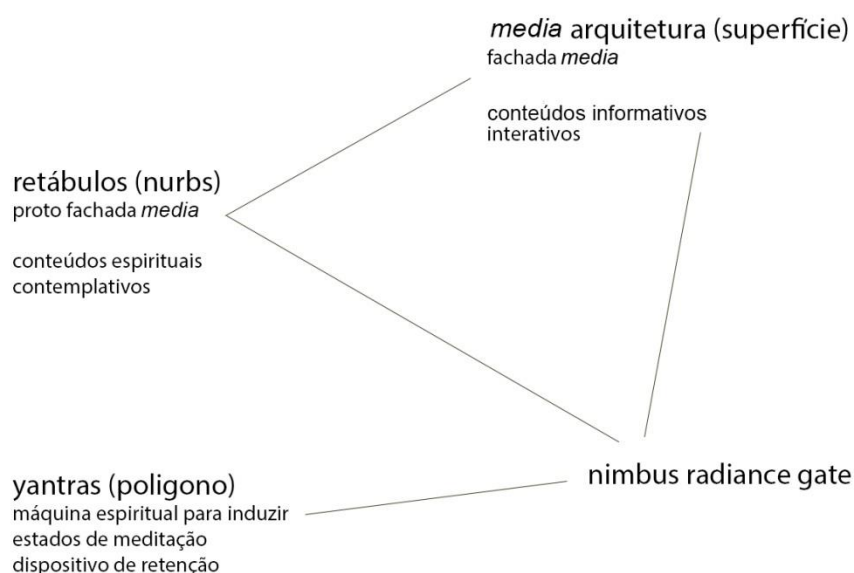 media arquitetura (superfície)
fachada media
conteúdos informativos
interativos
retábulos (nurbs)
proto fachada media
conteúdos espirituais
contemplativos
nimbus radiance gate
yantras (poligono)
máquina espiritual para induzir
estados de meditação
dispositivo de retenção